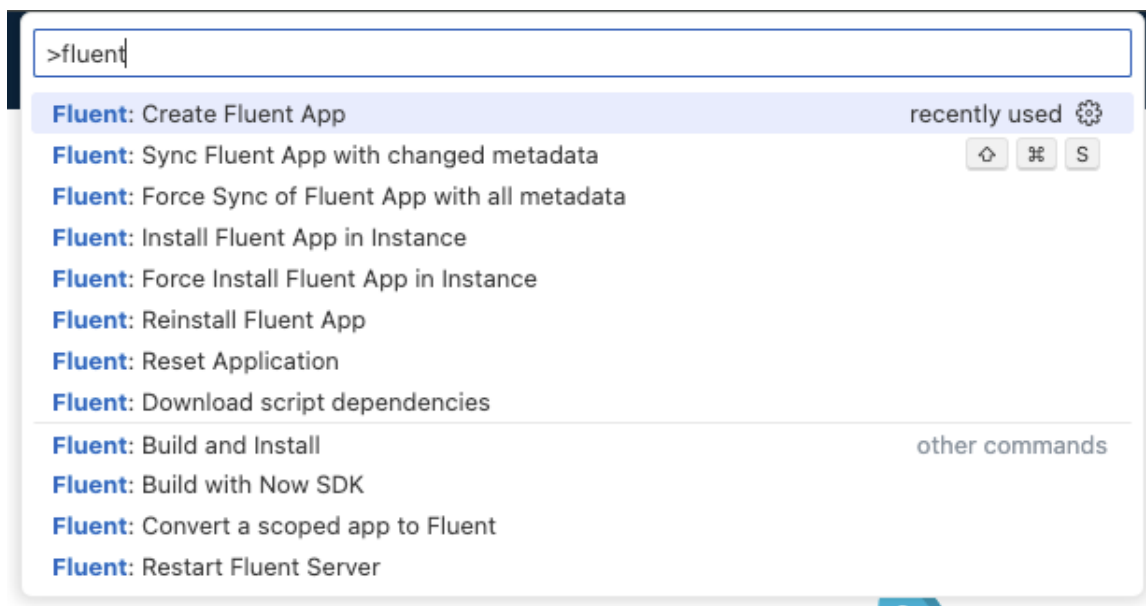 >fluent
Fluent: Create Fluent App recently used
Fluent: Sync Fluent App with changed metadata ⇧ ⌘ S
Fluent: Force Sync of Fluent App with all metadata
Fluent: Install Fluent App in Instance
Fluent: Force Install Fluent App in Instance
Fluent: Reinstall Fluent App
Fluent: Reset Application
Fluent: Download script dependencies
Fluent: Build and Install other commands
Fluent: Build with Now SDK
Fluent: Convert a scoped app to Fluent
Fluent: Restart Fluent Server